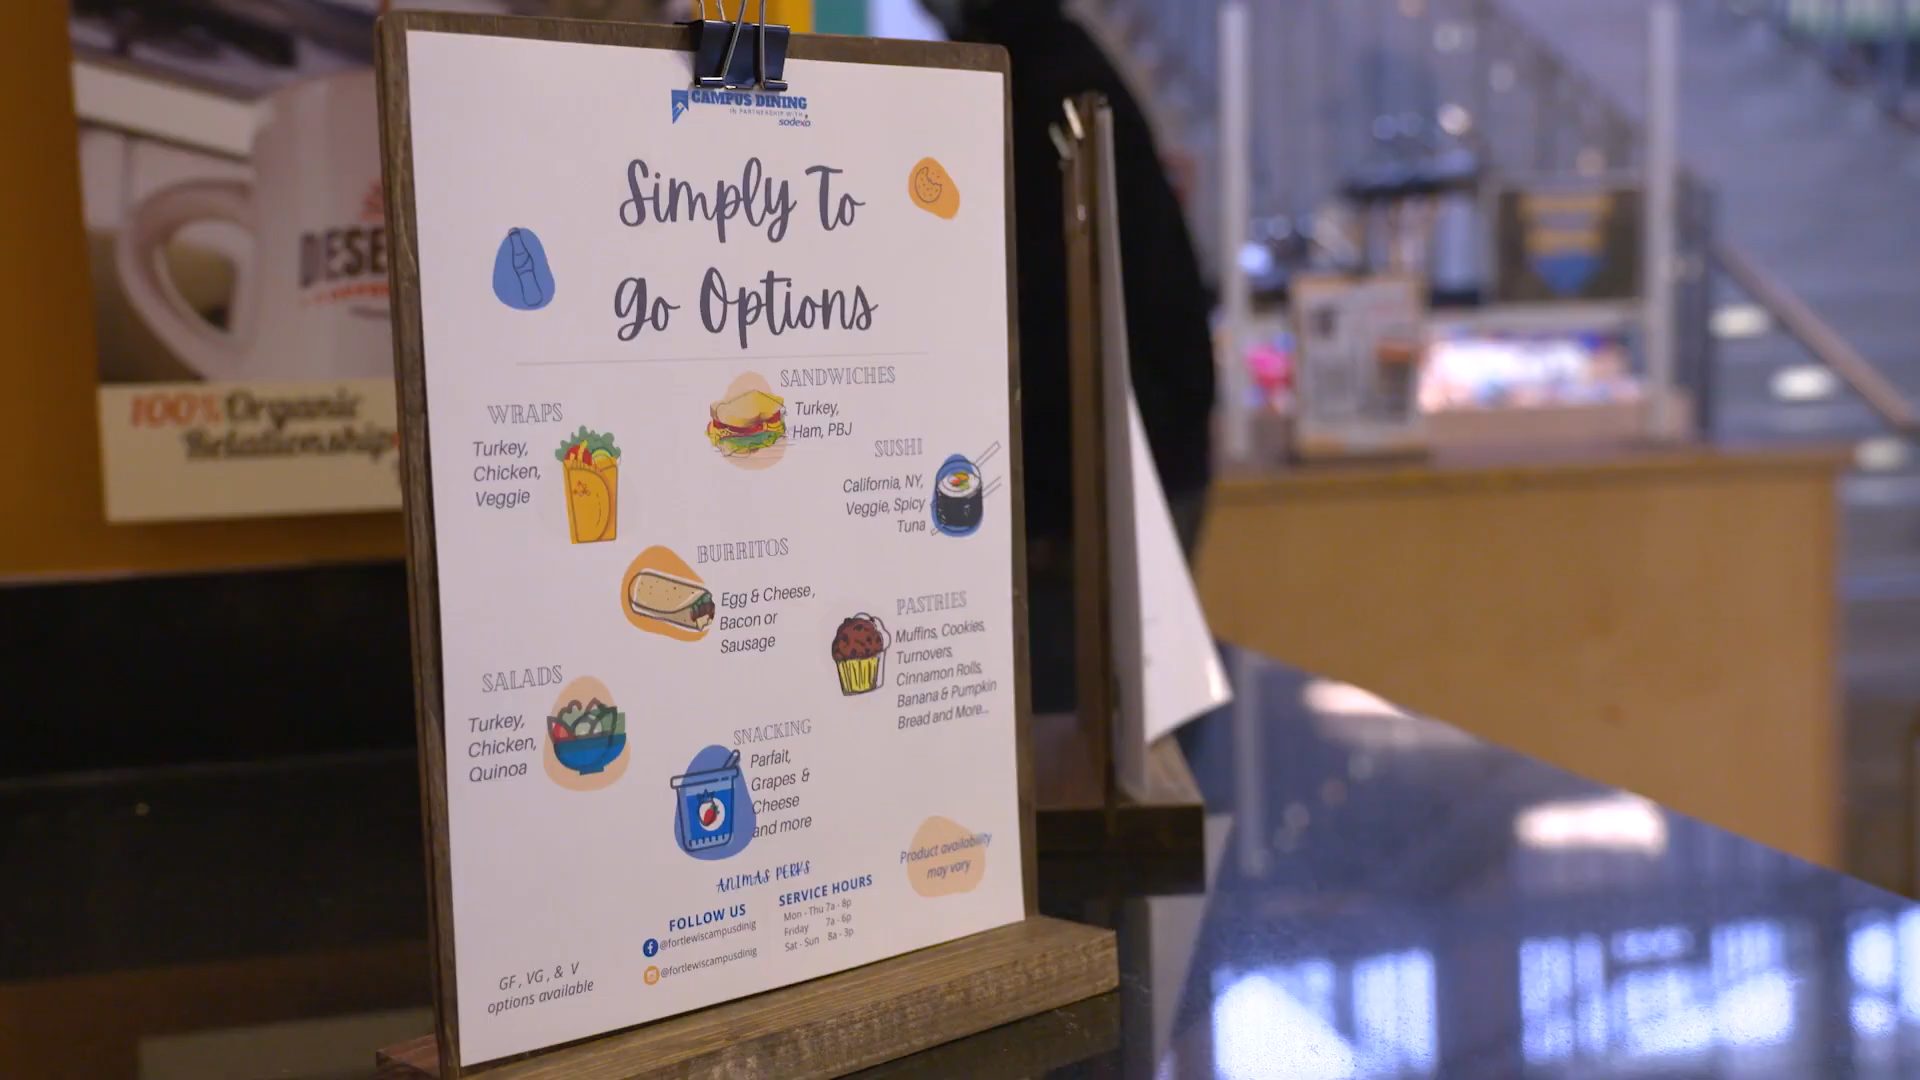 CAMPUS DINING
IN PARTNERSHIP WITH
sodexo
Simply To
go Options
SANDWICHES
Turkey,
Ham, PBJ
WRAPS
Turkey,
Chicken,
Veggie
SUSHI
California, NY,
Veggie, Spicy
Tuna
BURRITOS
Egg & Cheese,
Bacon or
Sausage
PASTRIES
Muffins, Cookies,
Turnovers,
Cinnamon Rolls,
Banana & Pumpkin
Bread and More...
SALADS
Turkey,
Chicken,
Quinoa
SNACKING
Parfait,
Grapes &
Cheese
and more
Product availability
may vary
ANIMAS PERKS
FOLLOW US
@fortlewiscampusdinig
@fortlewiscampusdinig
SERVICE HOURS
Mon - Thu 7a - 8p
Friday 7a - 6p
Sat - Sun 8a - 3p
GF, VG, & V
options available
DESE
100% Organic
Relationship